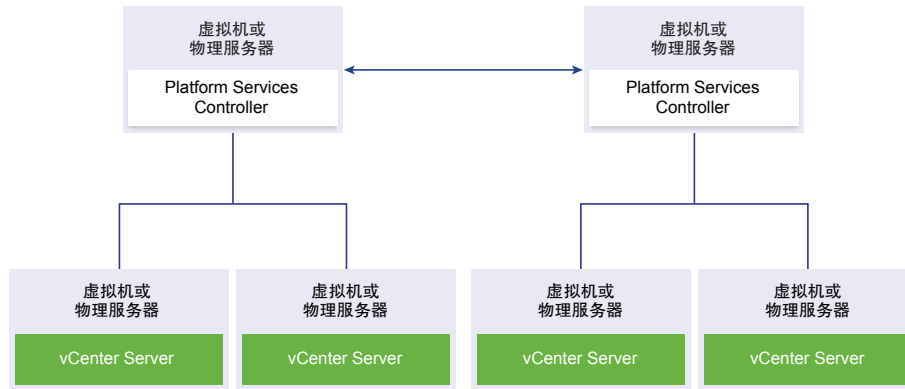 虚拟机或
物理服务器
Platform Services
Controller
虚拟机或
物理服务器
Platform Services
Controller
虚拟机或
物理服务器
vCenter Server
虚拟机或
物理服务器
vCenter Server
虚拟机或
物理服务器
vCenter Server
虚拟机或
物理服务器
vCenter Server